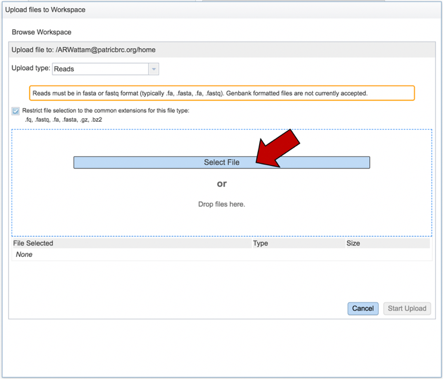 Upload files to Workspace
Browse Workspace
Upload file to: /ARWattam@patricbrc.org/home
Upload type: Reads
Reads must be in fasta or fastq format (typically .fa, .fasta, .fa, .fastq). Genbank formatted files are not currently accepted.
Restrict file selection to the common extensions for this file type:
.fq, .fastq, .fa, .fasta, .gz, .bz2
Select File
or
Drop files here.
File Selected Type Size
None
Cancel Start Upload